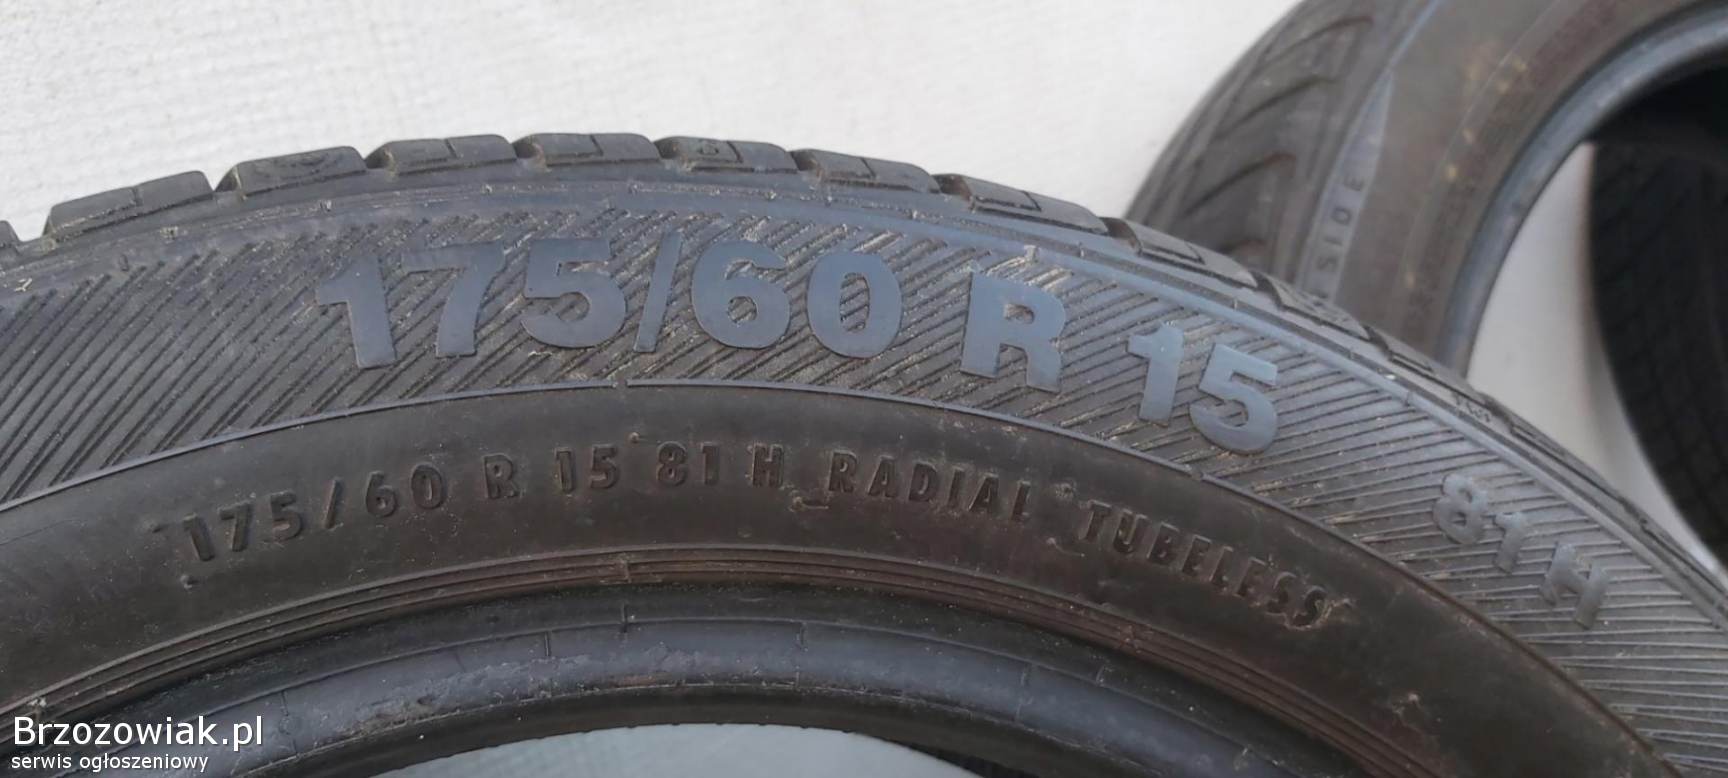 175/60 R 15 81 H
175/60 R 15 81 H RADIAL TUBELESS
SIDE
Brzozowiak.pl
serwis ogłoszeniowy